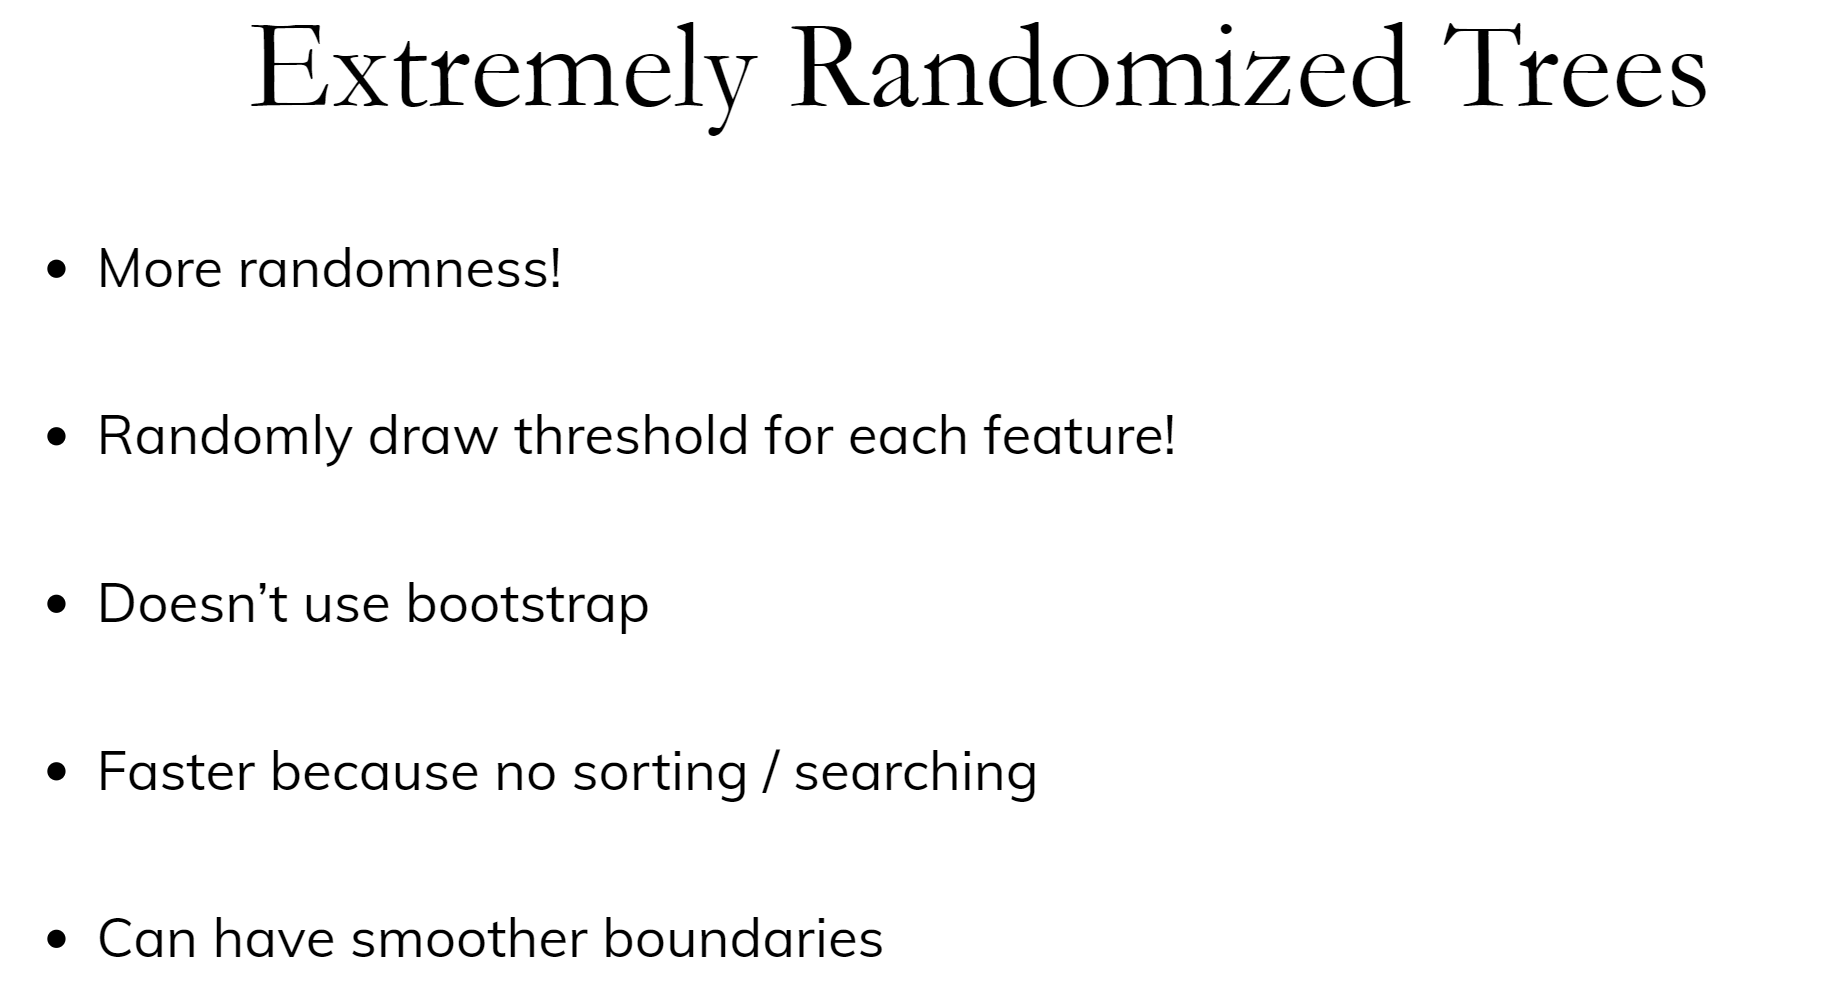 Extremely Randomized Trees
• More randomness!
• Randomly draw threshold for each feature!
• Doesn’t use bootstrap
• Faster because no sorting / searching
• Can have smoother boundaries